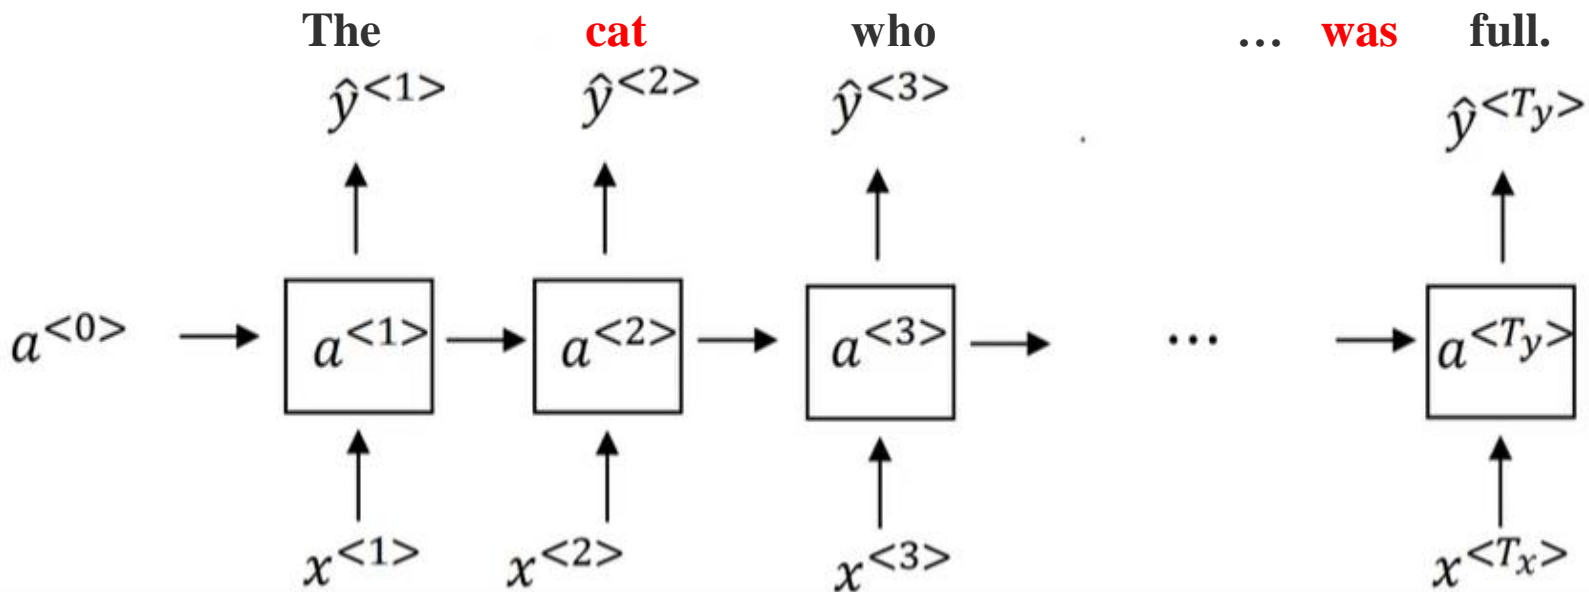 The cat who … was full.
ŷ<1> ŷ<2> ŷ<3> ŷ<Ty>
a<0> a<1> a<2> a<3> … a<Ty>
x<1> x<2> x<3> x<Tx>